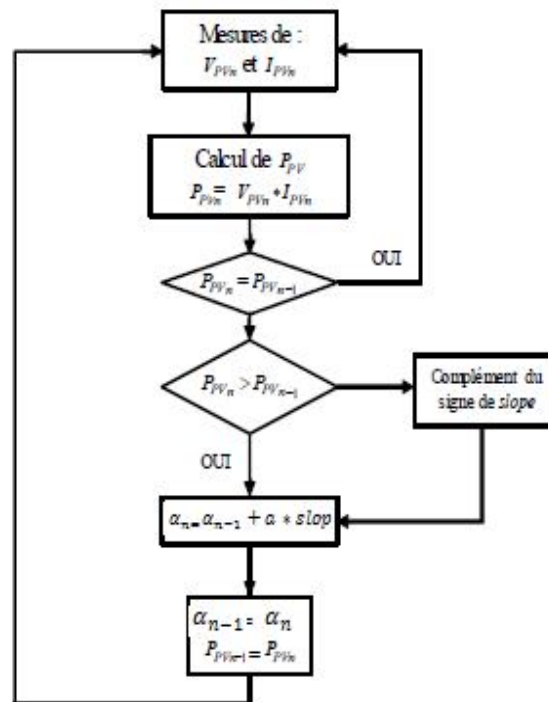 Mesures de :
V_PVn et I_PVn
Calcul de P_PV
P_PVn = V_PVn * I_PVn
OUI
P_PVn = P_PVn-1
P_PVn > P_PVn-1
Complément du
signe de slope
OUI
α_n = α_n-1 + a * slop
α_n-1 = α_n
P_PVn-1 = P_PVn